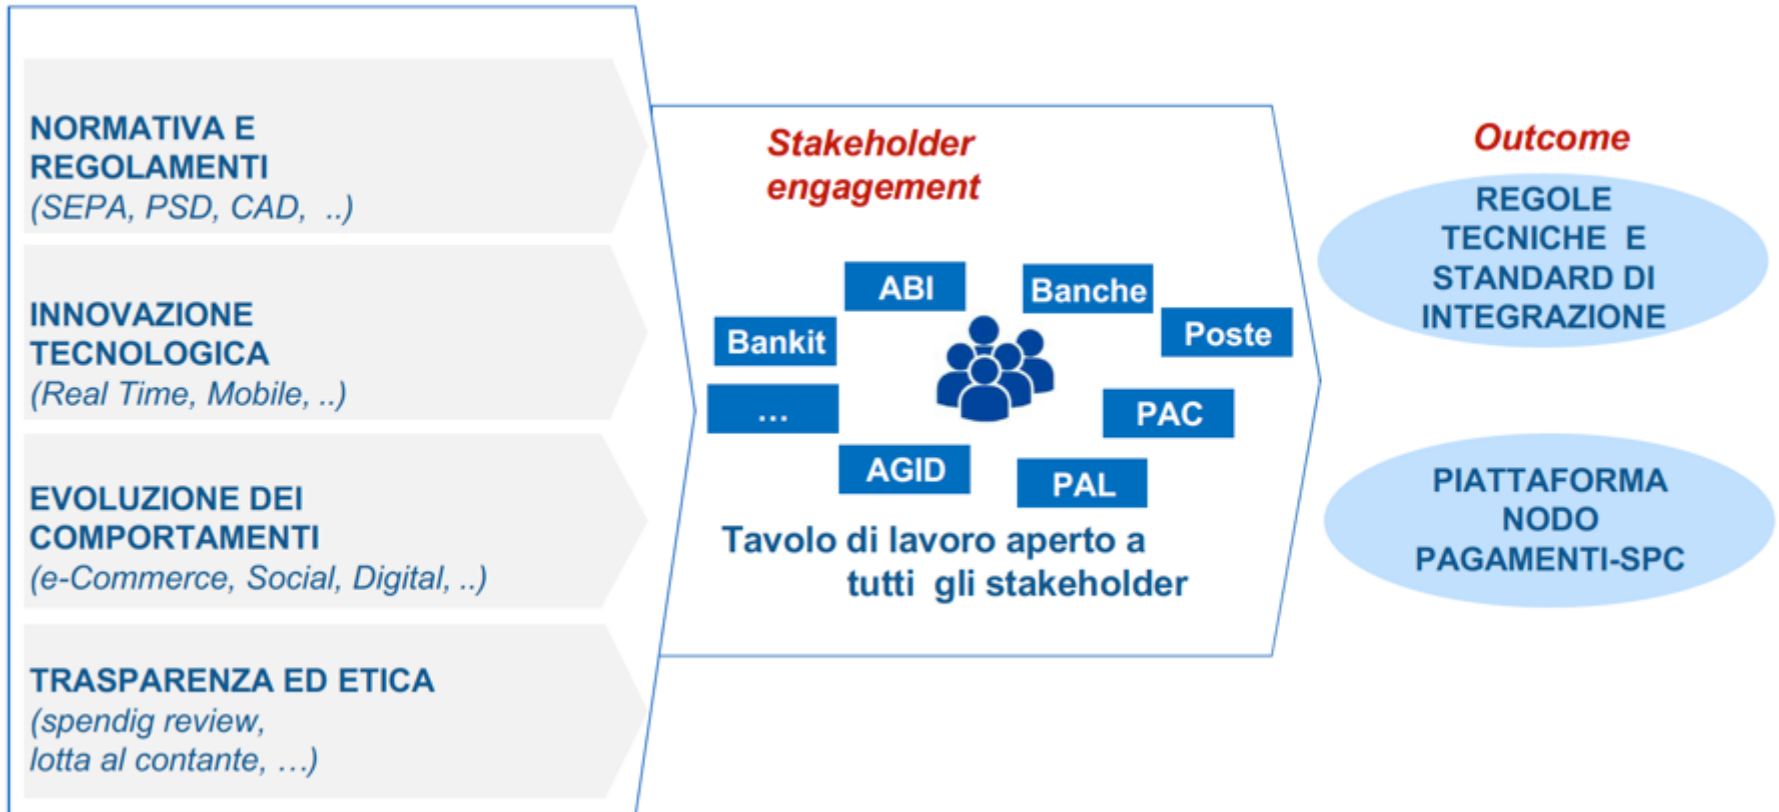 NORMATIVA E
REGOLAMENTI
(SEPA, PSD, CAD, ..)
INNOVAZIONE
TECNOLOGICA
(Real Time, Mobile, ..)
EVOLUZIONE DEI
COMPORTAMENTI
(e-Commerce, Social, Digital, ..)
TRASPARENZA ED ETICA
(spendig review,
lotta al contante, …)
Stakeholder
engagement
ABI
Banche
Bankit
Poste
…
PAC
AGID
PAL
Tavolo di lavoro aperto a
tutti gli stakeholder
Outcome
REGOLE
TECNICHE E
STANDARD DI
INTEGRAZIONE
PIATTAFORMA
NODO
PAGAMENTI-SPC